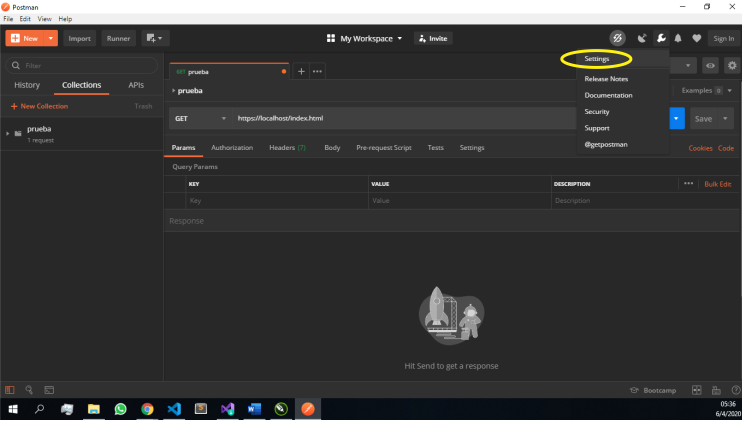 Postman
File Edit View Help
New Import Runner My Workspace Invite Sign In
Filter
History Collections APIs
New Collection Trash
prueba
1 request
GET prueba
prueba Examples 0
GET https://localhost/index.html Save
Params Authorization Headers (7) Body Pre-request Script Tests Settings Cookies Code
Query Params
KEY VALUE DESCRIPTION Bulk Edit
Key Value Description
Response
Hit Send to get a response
Settings
Release Notes
Documentation
Security
Support
@getpostman
Bootcamp
05:36
6/4/2020